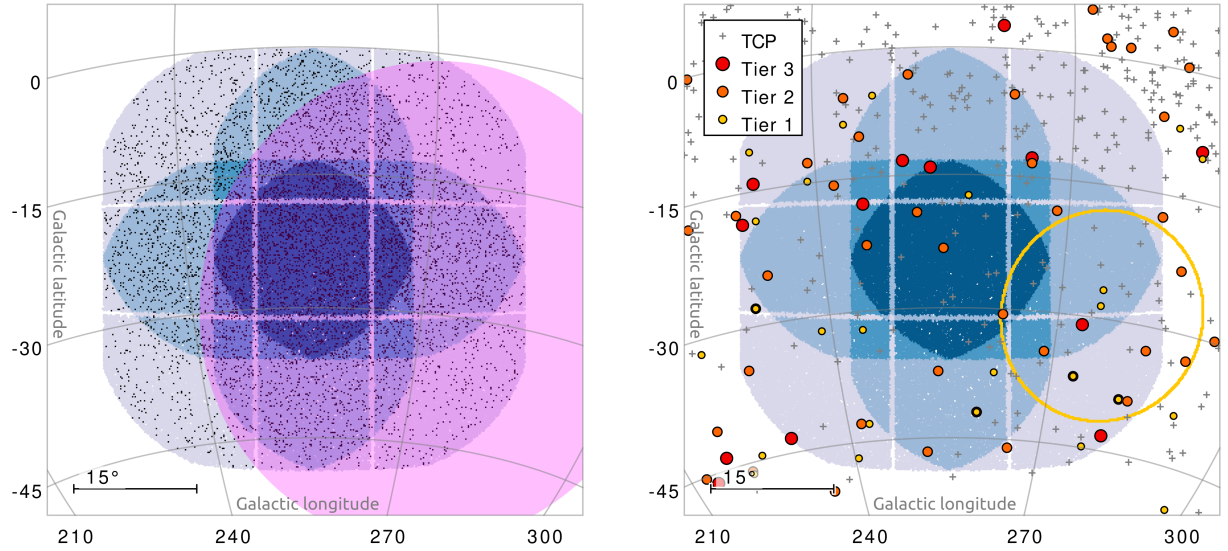 0
-15
-30
-45
Galactic latitude
15°
Galactic longitude
210
240
270
300
TCP
Tier 3
Tier 2
Tier 1
0
-15
-30
-45
Galactic latitude
15°
Galactic longitude
210
240
270
300